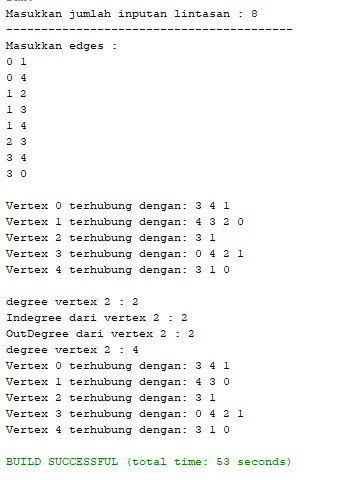 Masukkan jumlah inputan lintasan : 8
-----------------------------------------
Masukkan edges :
0 1
0 4
1 2
1 3
1 4
2 3
3 4
3 0
Vertex 0 terhubung dengan: 3 4 1
Vertex 1 terhubung dengan: 4 3 2 0
Vertex 2 terhubung dengan: 3 1
Vertex 3 terhubung dengan: 0 4 2 1
Vertex 4 terhubung dengan: 3 1 0
degree vertex 2 : 2
Indegree dari vertex 2 : 2
OutDegree dari vertex 2 : 2
degree vertex 2 : 4
Vertex 0 terhubung dengan: 3 4 1
Vertex 1 terhubung dengan: 4 3 0
Vertex 2 terhubung dengan: 3 1
Vertex 3 terhubung dengan: 0 4 2 1
Vertex 4 terhubung dengan: 3 1 0
BUILD SUCCESSFUL (total time: 53 seconds)